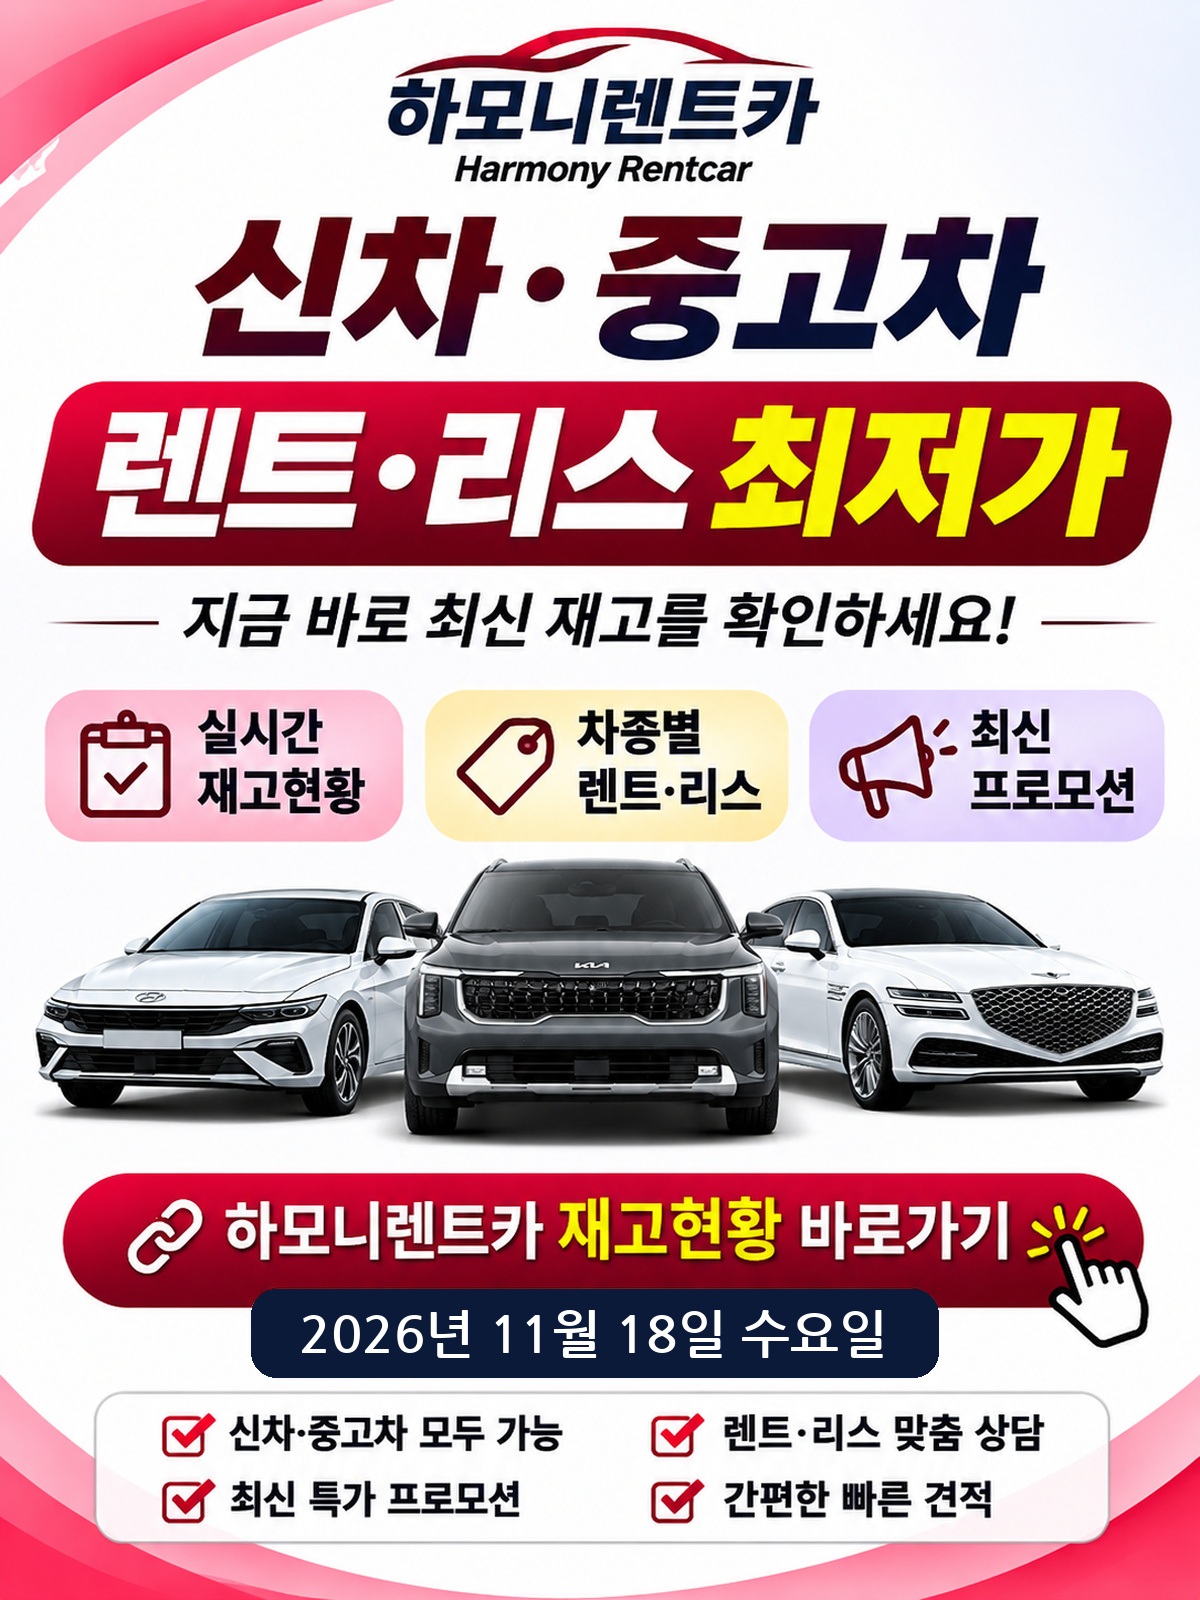 하모니렌트카
Harmony Rentcar
신차·중고차
렌트·리스 최저가
지금 바로 최신 재고를 확인하세요!
실시간
재고현황
차종별
렌트·리스
최신
프로모션
KIA
하모니렌트카 재고현황 바로가기
2026년 11월 18일 수요일
신차·중고차 모두 가능
렌트·리스 맞춤 상담
최신 특가 프로모션
간편한 빠른 견적